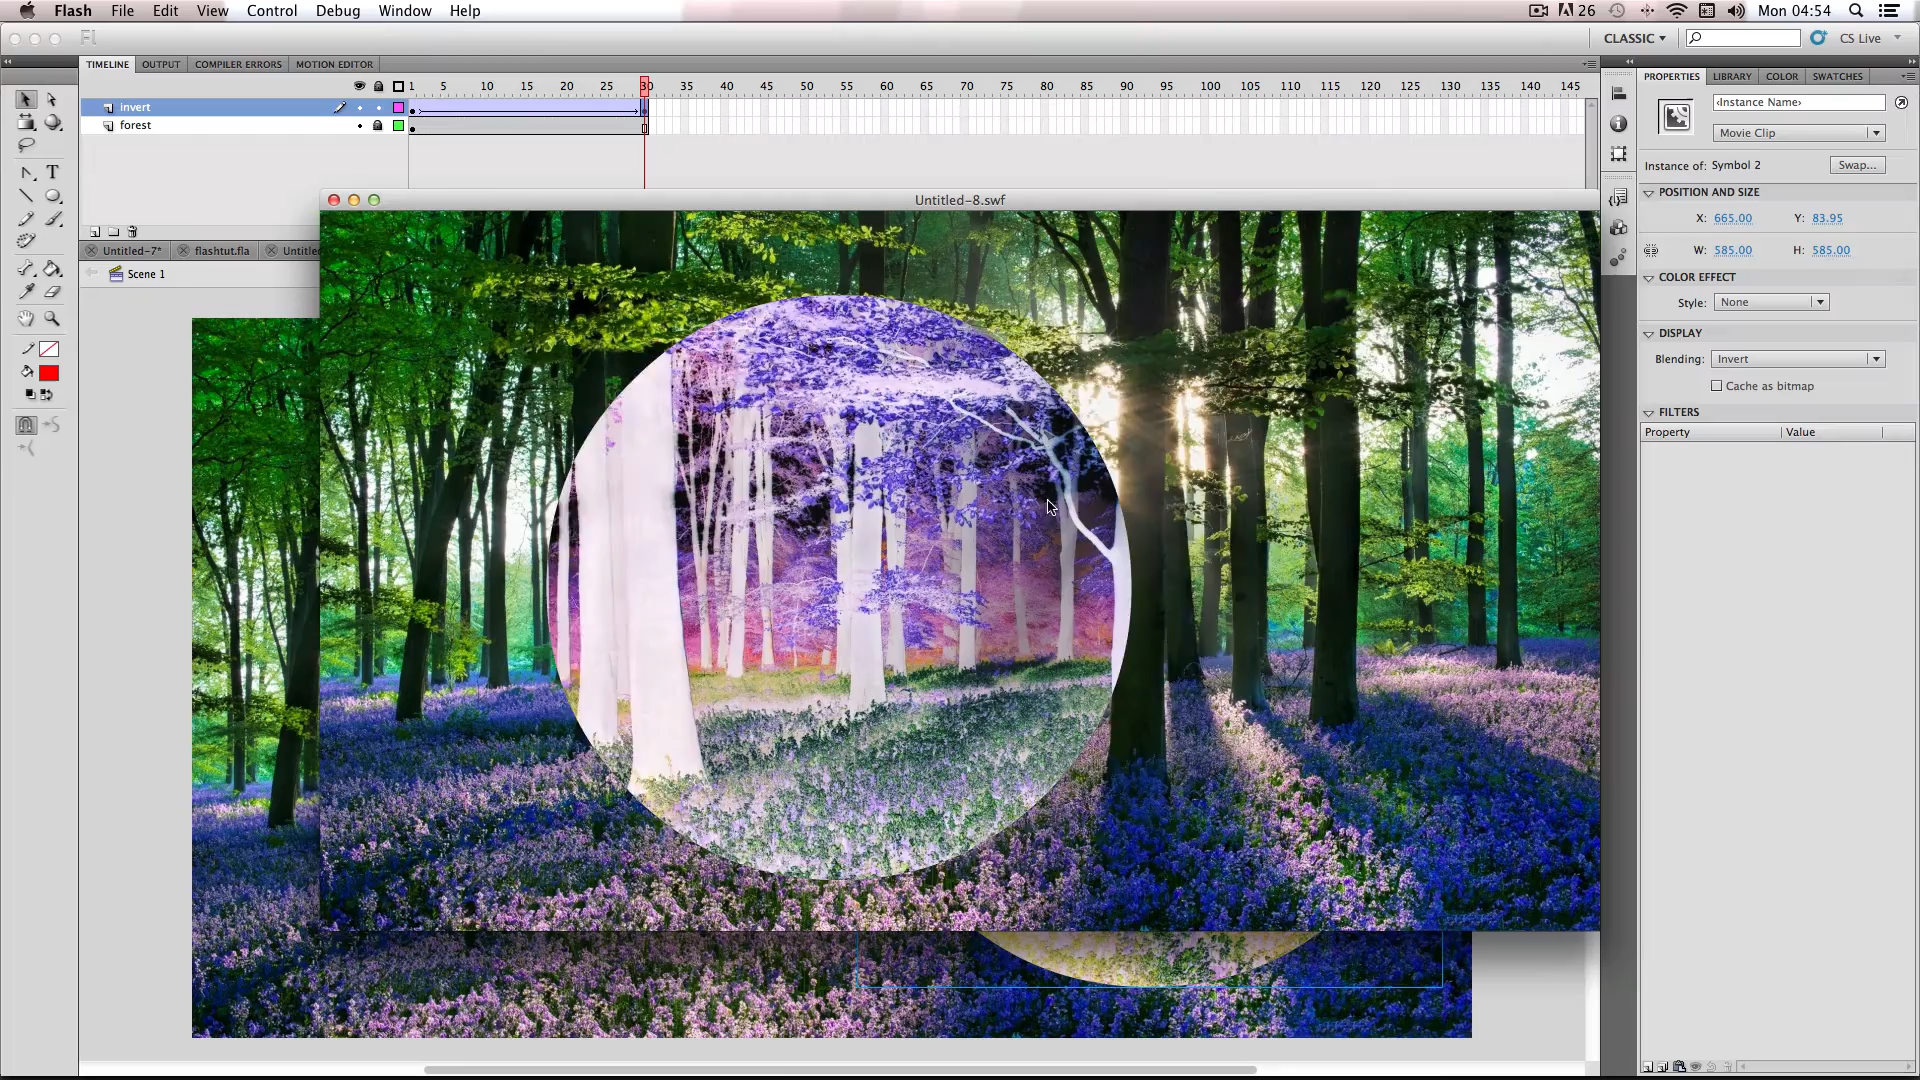 Flash File Edit View Control Debug Window Help
26 Mon 04:54
Fl CLASSIC CS Live
TIMELINE OUTPUT COMPILER ERRORS MOTION EDITOR
PROPERTIES LIBRARY COLOR SWATCHES
1 5 10 15 20 25 30 35 40 45 50 55 60 65 70 75 80 85 90 95 100 105 110 115 120 125 130 135 140 145
invert
forest
‹Instance Name›
Movie Clip
Instance of: Symbol 2 Swap...
POSITION AND SIZE
X: 665.00 Y: 83.95
W: 585.00 H: 585.00
COLOR EFFECT
Style: None
DISPLAY
Blending: Invert
Cache as bitmap
FILTERS
Property Value
Untitled-8.swf
Untitled-7* flashtut.fla Untitle
Scene 1
T